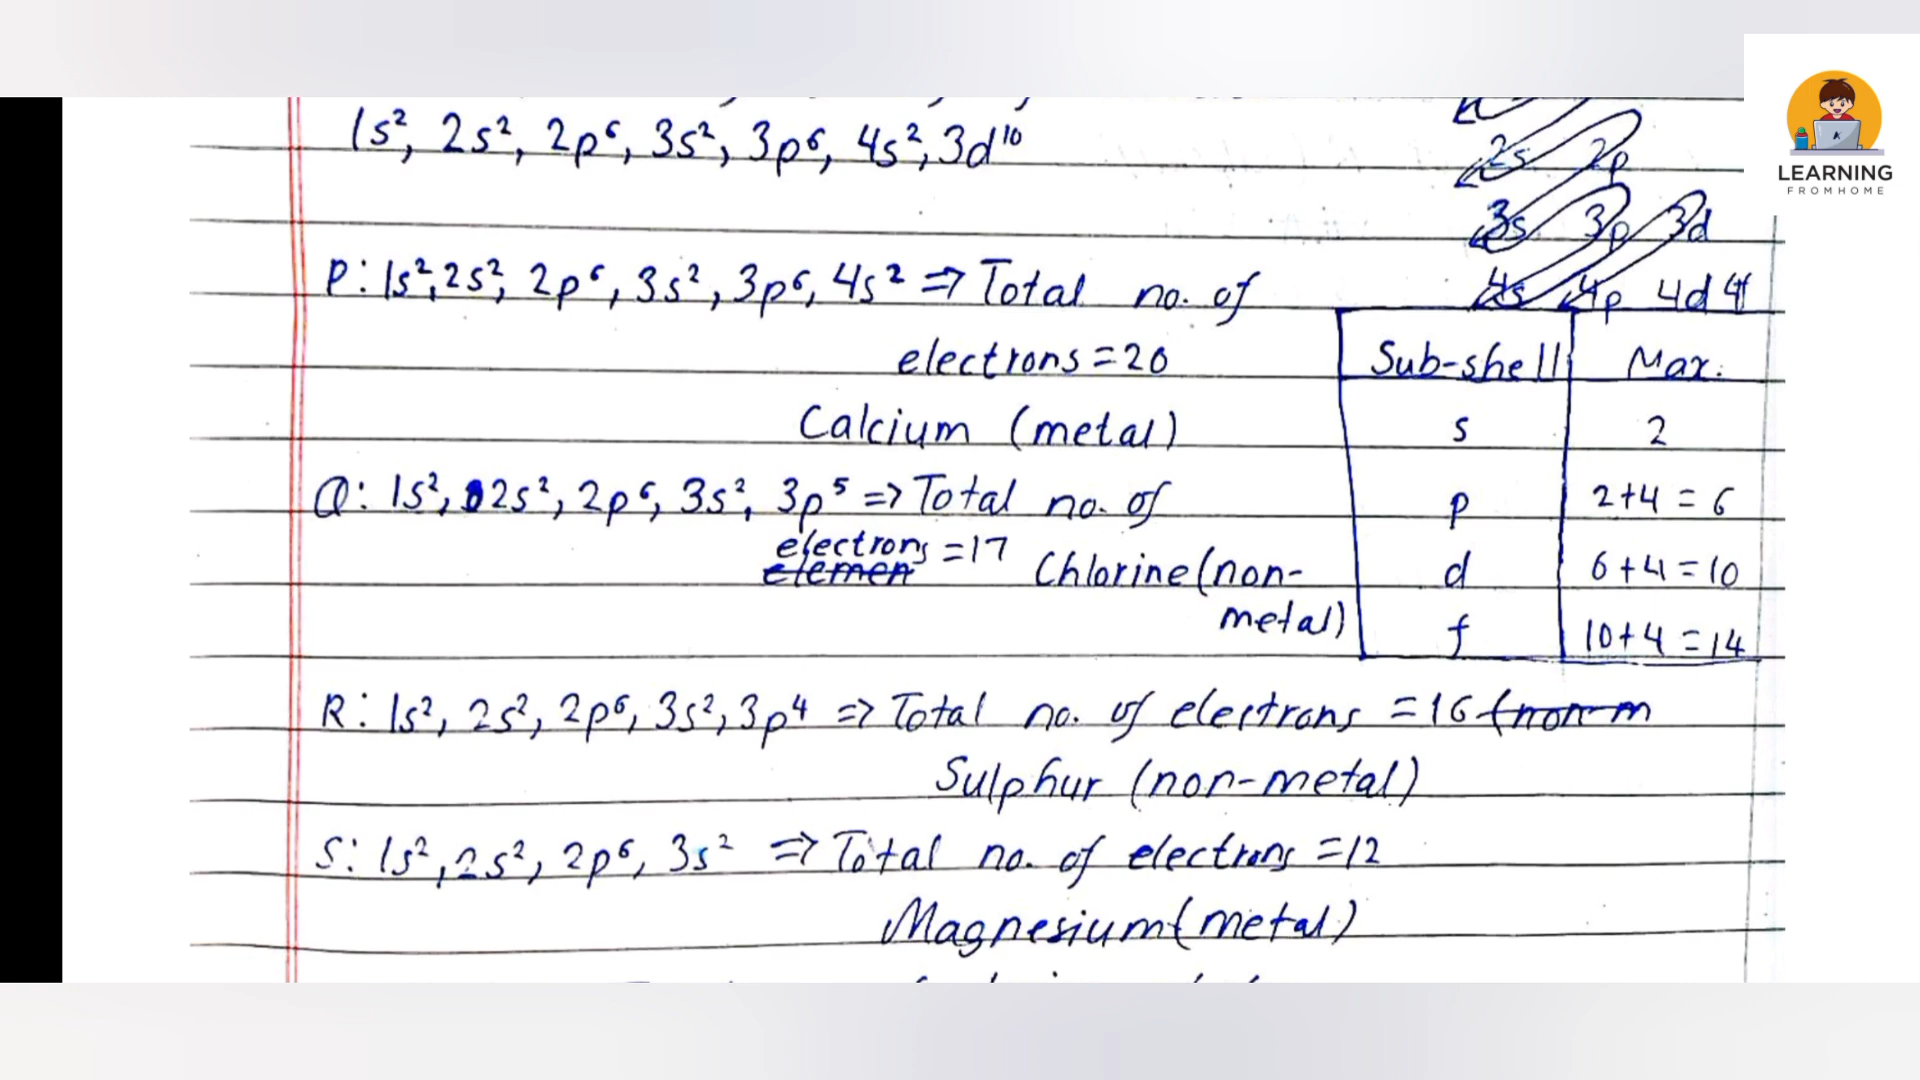 1s², 2s², 2p⁶, 3s², 3p⁶, 4s², 3d¹⁰
2s 2p
3s 3p 3d
4s 4p 4d 4f
LEARNING
FROMHOME
P: 1s², 2s², 2p⁶, 3s², 3p⁶, 4s² => Total no. of
electrons = 20
Calcium (metal)
Q: 1s², 2s², 2p⁶, 3s², 3p⁵ => Total no. of
electrons = 17
elemen
Chlorine (non-
metal)
Sub-shell Max.
s 2
p 2+4 = 6
d 6+4 = 10
f 10+4 = 14
R: 1s², 2s², 2p⁶, 3s², 3p⁴ => Total no. of electrons = 16 (non-m
Sulphur (non-metal)
S: 1s², 2s², 2p⁶, 3s² => Total no. of electrons = 12
Magnesium (metal)